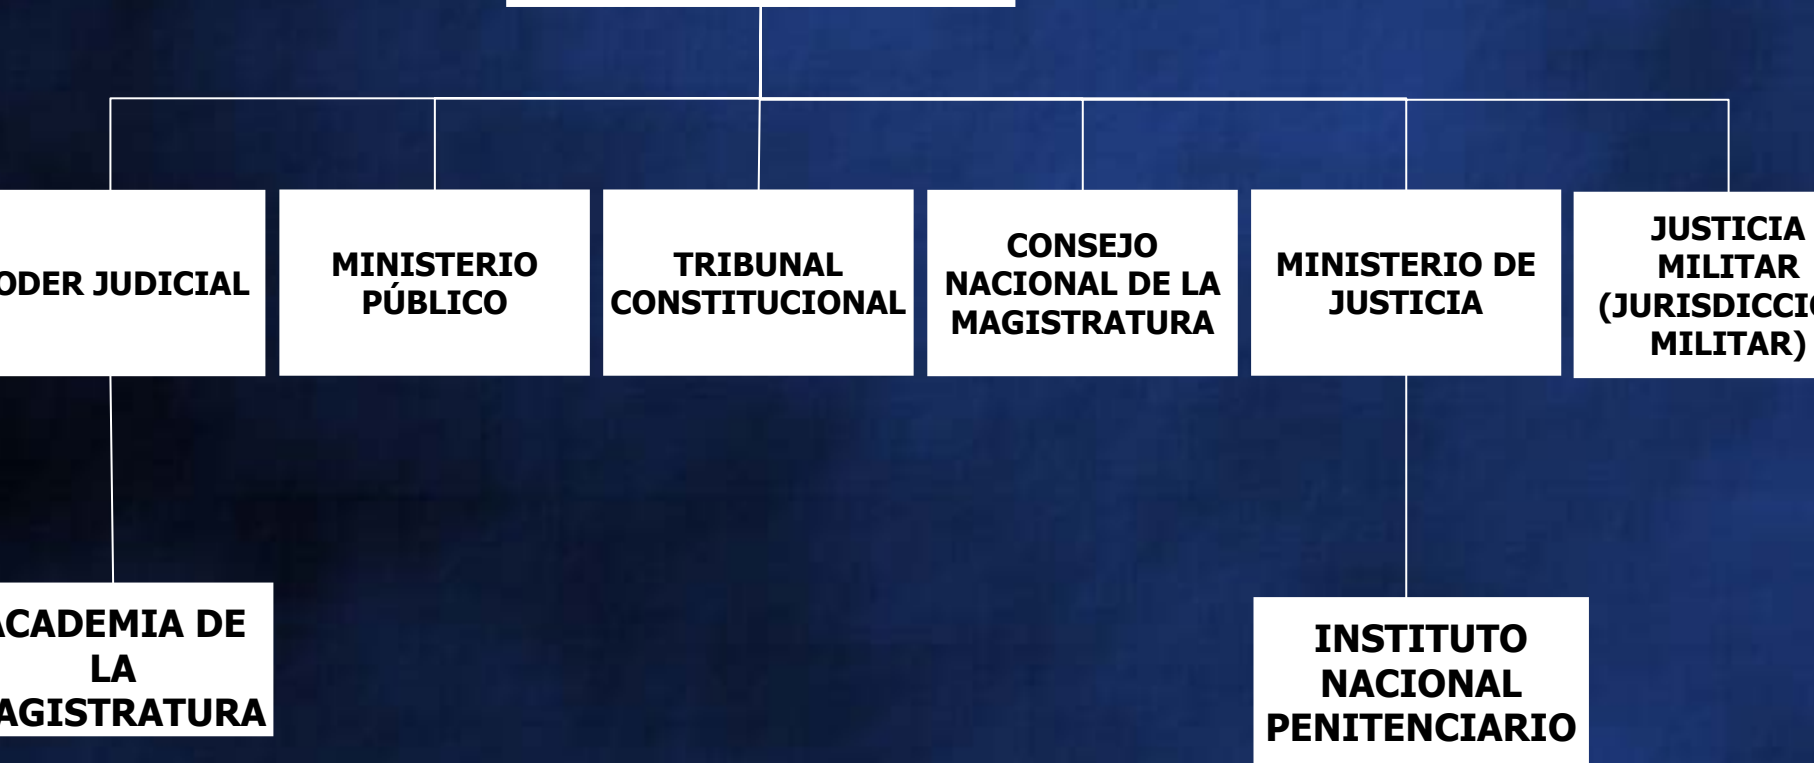 ODER JUDICIAL
MINISTERIO
PÚBLICO
TRIBUNAL
CONSTITUCIONAL
CONSEJO
NACIONAL DE LA
MAGISTRATURA
MINISTERIO DE
JUSTICIA
JUSTICIA
MILITAR
(JURISDICCIO
MILITAR)
ACADEMIA DE
LA
AGISTRATURA
INSTITUTO
NACIONAL
PENITENCIARIO